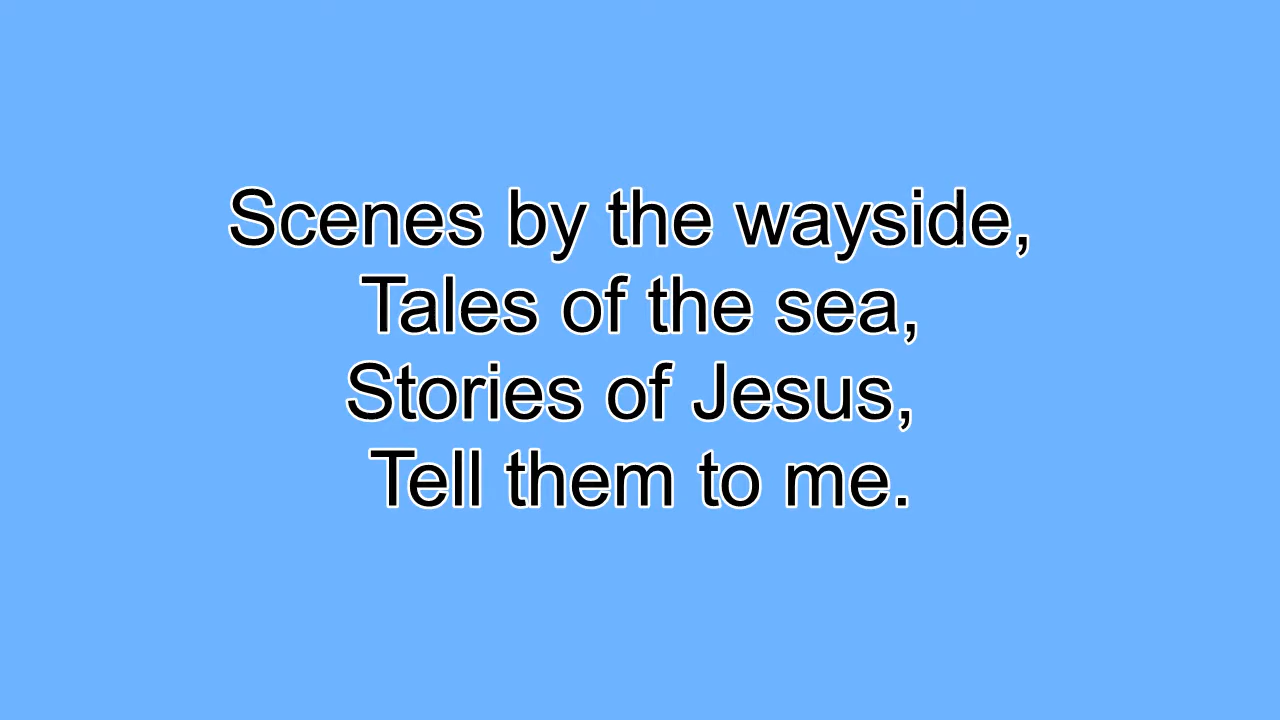 Scenes by the wayside,
Tales of the sea,
Stories of Jesus,
Tell them to me.